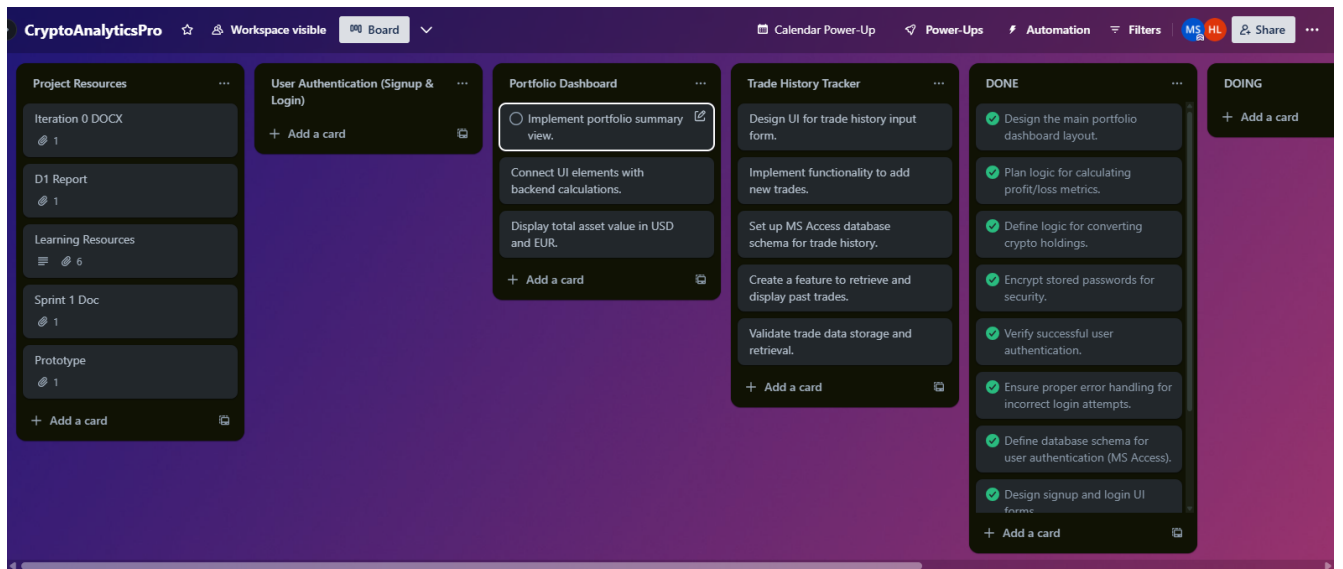 CryptoAnalyticsPro
Workspace visible
Board
Calendar Power-Up
Power-Ups
Automation
Filters
MS
HL
Share
Project Resources
Iteration 0 DOCX
1
D1 Report
1
Learning Resources
6
Sprint 1 Doc
1
Prototype
1
+ Add a card
User Authentication (Signup &
Login)
+ Add a card
Portfolio Dashboard
Implement portfolio summary
view.
Connect UI elements with
backend calculations.
Display total asset value in USD
and EUR.
+ Add a card
Trade History Tracker
Design UI for trade history input
form.
Implement functionality to add
new trades.
Set up MS Access database
schema for trade history.
Create a feature to retrieve and
display past trades.
Validate trade data storage and
retrieval.
+ Add a card
DONE
Design the main portfolio
dashboard layout.
Plan logic for calculating
profit/loss metrics.
Define logic for converting
crypto holdings.
Encrypt stored passwords for
security.
Verify successful user
authentication.
Ensure proper error handling for
incorrect login attempts.
Define database schema for
user authentication (MS Access).
Design signup and login UI
forms.
+ Add a card
DOING
+ Add a card